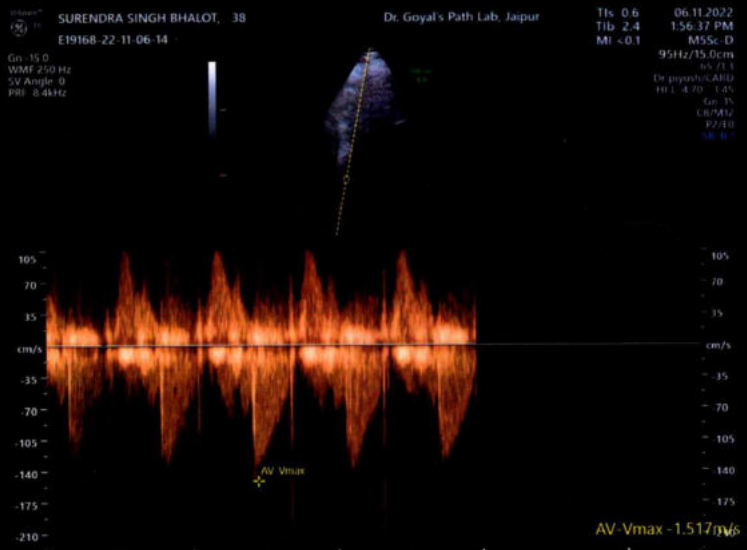 SURENDRA SINGH BHALOT, 38
E19168-22-11-06-14
Dr. Goyal's Path Lab, Jaipur
TIs 0.6
Tib 2.4
MI <0.1
06.11.2022
1:56:37 PM
M5Sc-D
95Hz/15.0cm
Gn -15.0
WMF 250 Hz
SV Angle 0
PRF 8.4kHz
Dr piyush/CARD
105
70
35
cm/s
-35
-70
-105
-140
-175
-210
105
70
35
cm/s
-35
-70
-105
-140
-175
AV Vmax
AV-Vmax -1.517m/s